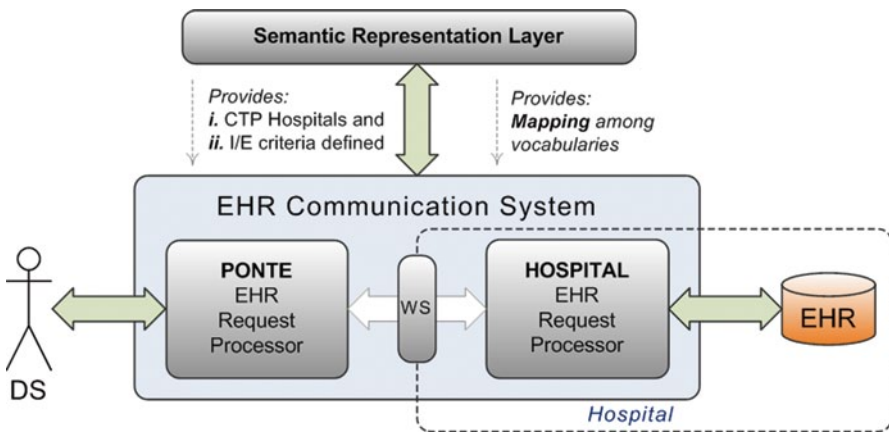 Semantic Representation Layer
Provides:
i. CTP Hospitals and
ii. I/E criteria defined
Provides:
Mapping among
vocabularies
EHR Communication System
PONTE
EHR
Request
Processor
WS
HOSPITAL
EHR
Request
Processor
EHR
DS
Hospital